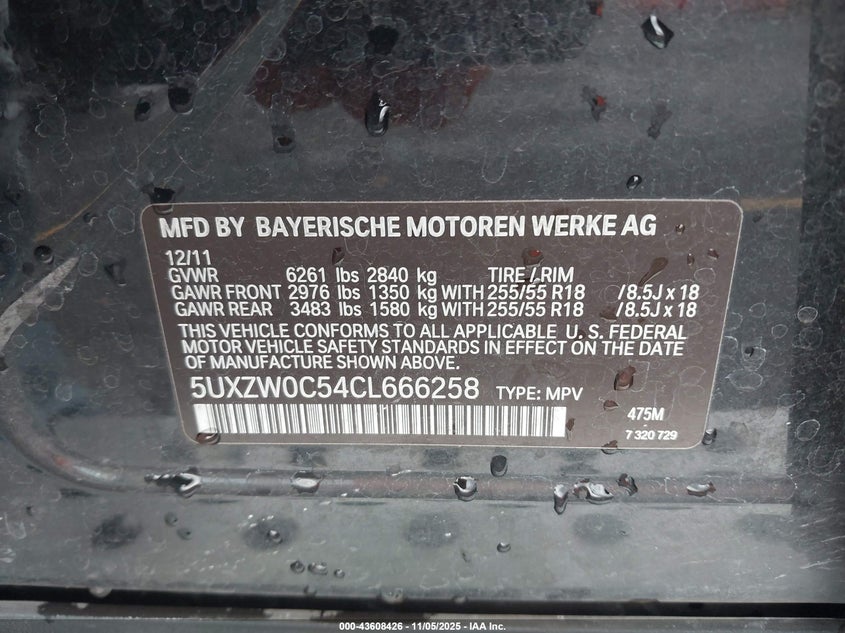 MFD BY BAYERISCHE MOTOREN WERKE AG
12/11
GVWR 6261 lbs 2840 kg TIRE / RIM
GAWR FRONT 2976 lbs 1350 kg WITH 255/55 R18 /8.5J x 18
GAWR REAR 3483 lbs 1580 kg WITH 255/55 R18 /8.5J x 18
THIS VEHICLE CONFORMS TO ALL APPLICABLE U. S. FEDERAL
MOTOR VEHICLE SAFETY STANDARDS IN EFFECT ON THE DATE
OF MANUFACTURE SHOWN ABOVE.
5UXZW0C54CL666258 TYPE: MPV
475M
7 320 729
000-43608426 - 11/05/2025 - IAA Inc.